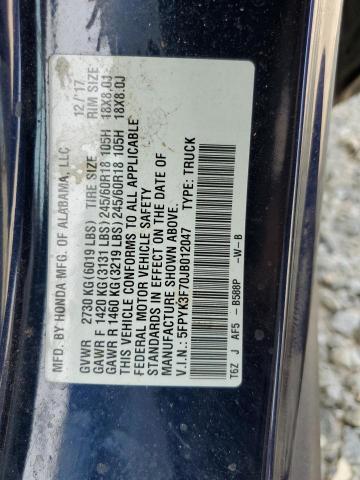 MFD. BY HONDA MFG. OF ALABAMA, LLC 12/'17
GVWR 2730 KG (6019 LBS) TIRE SIZE RIM SIZE
GAWR F 1420 KG (3131 LBS) 245/60R18 105H 18X8.0J
GAWR R 1460 KG (3219 LBS) 245/60R18 105H 18X8.0J
THIS VEHICLE CONFORMS TO ALL APPLICABLE
FEDERAL MOTOR VEHICLE SAFETY
STANDARDS IN EFFECT ON THE DATE OF
MANUFACTURE SHOWN ABOVE.
V.I.N.: 5FPYK3F70JB012047 TYPE: TRUCK
T6Z J AF5 - B588P -W-B